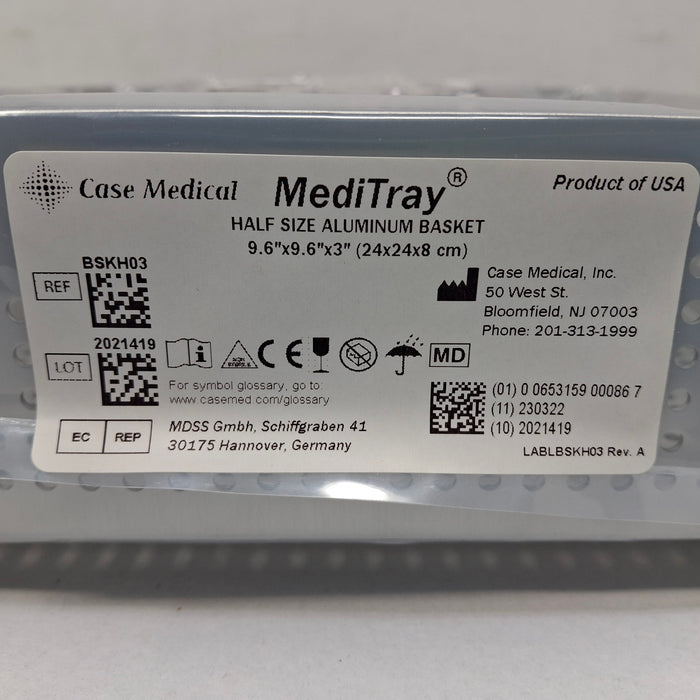 Case Medical
MediTray®
Product of USA
HALF SIZE ALUMINUM BASKET
9.6"x9.6"x3" (24x24x8 cm)
BSKH03
REF
Case Medical, Inc.
50 West St.
Bloomfield, NJ 07003
Phone: 201-313-1999
2021419
LOT
CE
MD
For symbol glossary, go to:
www.casemed.com/glossary
(01) 0 0653159 00086 7
(11) 230322
(10) 2021419
EC REP
MDSS Gmbh, Schiffgraben 41
30175 Hannover, Germany
LABLBSKH03 Rev. A